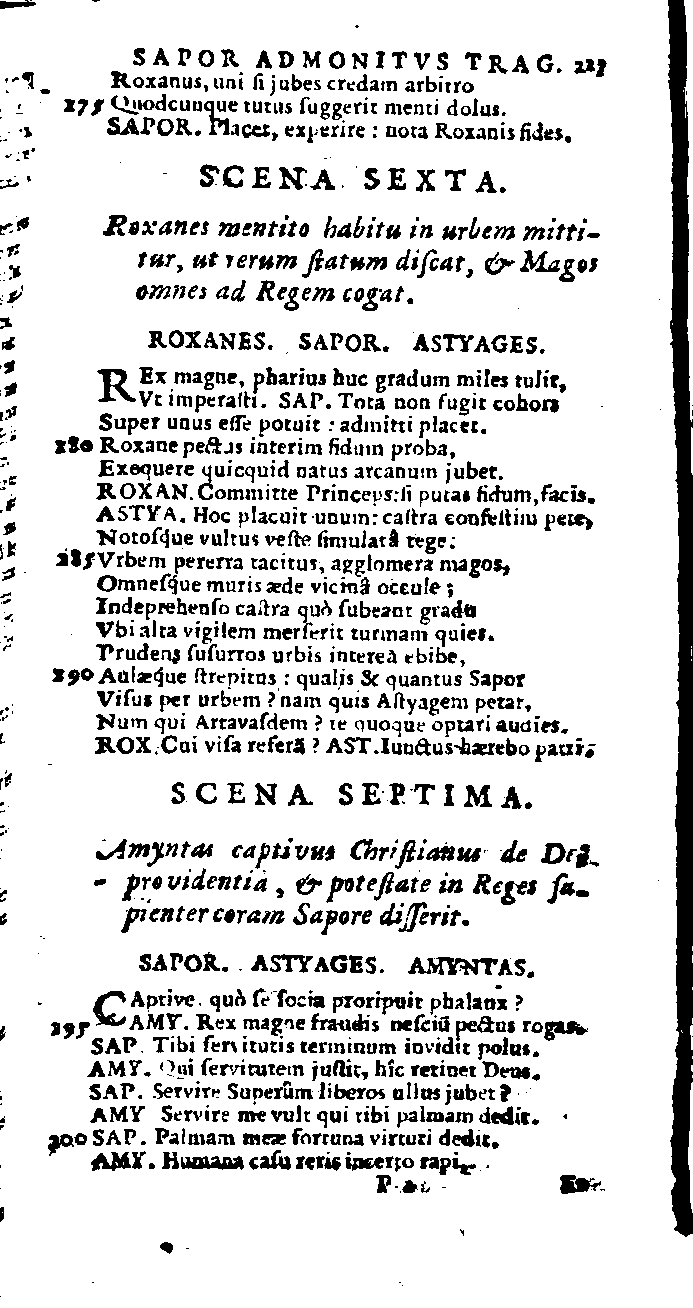 SAPOR ADMONITVS TRAG.
Roxanus, uni ſi jubes credam arbitro
275 Quodcunque tutus ſuggerit menti dolus.
SAPOR. Placet, experire : nota Roxanis fides.
SCENA SEXTA.
Roxanes mentito habitu in urbem mitti-
tur, ut rerum ſtatum diſcat, & Magos
omnes ad Regem cogat.
ROXANES. SAPOR. ASTYAGES.
REx magne, pharius huc gradum miles tulit,
Vt imperaſti. SAP. Tota non fugit cohors
Super unus eſſe potuit : admitti placet.
280 Roxane pectus interim fidum proba,
Exequere quicquid natus arcanum jubet.
ROXAN. Committe Princeps: ſi putas fidum, facis.
ASTYA. Hoc placuit unum: caſtra confeſtim pete,
Notoſque vultus veſte ſimulatâ tege:
285 Vrbem pererra tacitus, agglomera magos,
Omneſque muris æde vicinâ occule ;
Indeprehenſo caſtra quò ſubeant gradu
Vbi alta vigilem merſerit turmam quies.
Prudens ſuſurros urbis intereà ebibe,
290 Aulæque ſtrepitus : qualis & quantus Sapor
Viſus per urbem ? nam quis Aſtyagem petat,
Num qui Artavaſdem ? te quoque optari audies.
ROX. Cui viſa referā ? AST. Iunctus hærebo patri.
SCENA SEPTIMA.
Amyntas captivus Chriſtianus de Dei
providentiâ, & poteſtate in Reges ſa-
pienter coram Sapore diſſerit.
SAPOR. ASTYAGES. AMYNTAS.
CAptive, quò ſe ſocia proripuit phalanx ?
295 AMY. Rex magne fraudis neſciū pectus rogas.
SAP. Tibi ſervitutis terminum invidit polus.
AMY. Qui ſervitutem juſſit, hîc retinet Deus.
SAP. Servire Superûm liberos ullus jubet ?
AMY Servire me vult qui tibi palmam dedit.
300 SAP. Palmam meæ fortuna virtuti dedit.
AMY. Humana caſu reris incerto rapi.
P